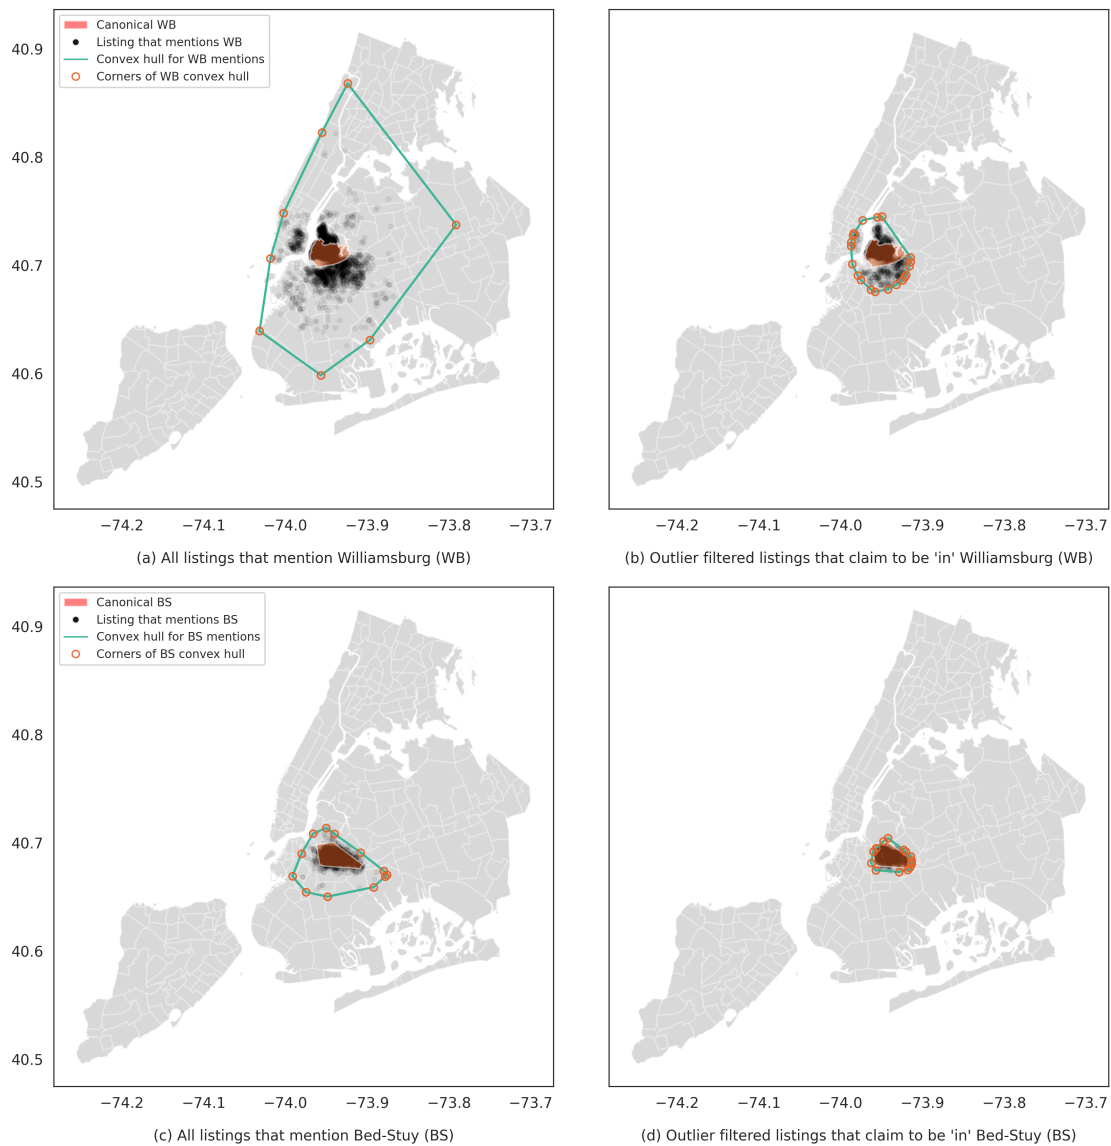 Canonical WB
Listing that mentions WB
Convex hull for WB mentions
Corners of WB convex hull
40.9
40.8
40.7
40.6
40.5
−74.2 −74.1 −74.0 −73.9 −73.8 −73.7
−74.2 −74.1 −74.0 −73.9 −73.8 −73.7
(a) All listings that mention Williamsburg (WB)
(b) Outlier filtered listings that claim to be 'in' Williamsburg (WB)
Canonical BS
Listing that mentions BS
Convex hull for BS mentions
Corners of BS convex hull
40.9
40.8
40.7
40.6
40.5
−74.2 −74.1 −74.0 −73.9 −73.8 −73.7
−74.2 −74.1 −74.0 −73.9 −73.8 −73.7
(c) All listings that mention Bed-Stuy (BS)
(d) Outlier filtered listings that claim to be 'in' Bed-Stuy (BS)